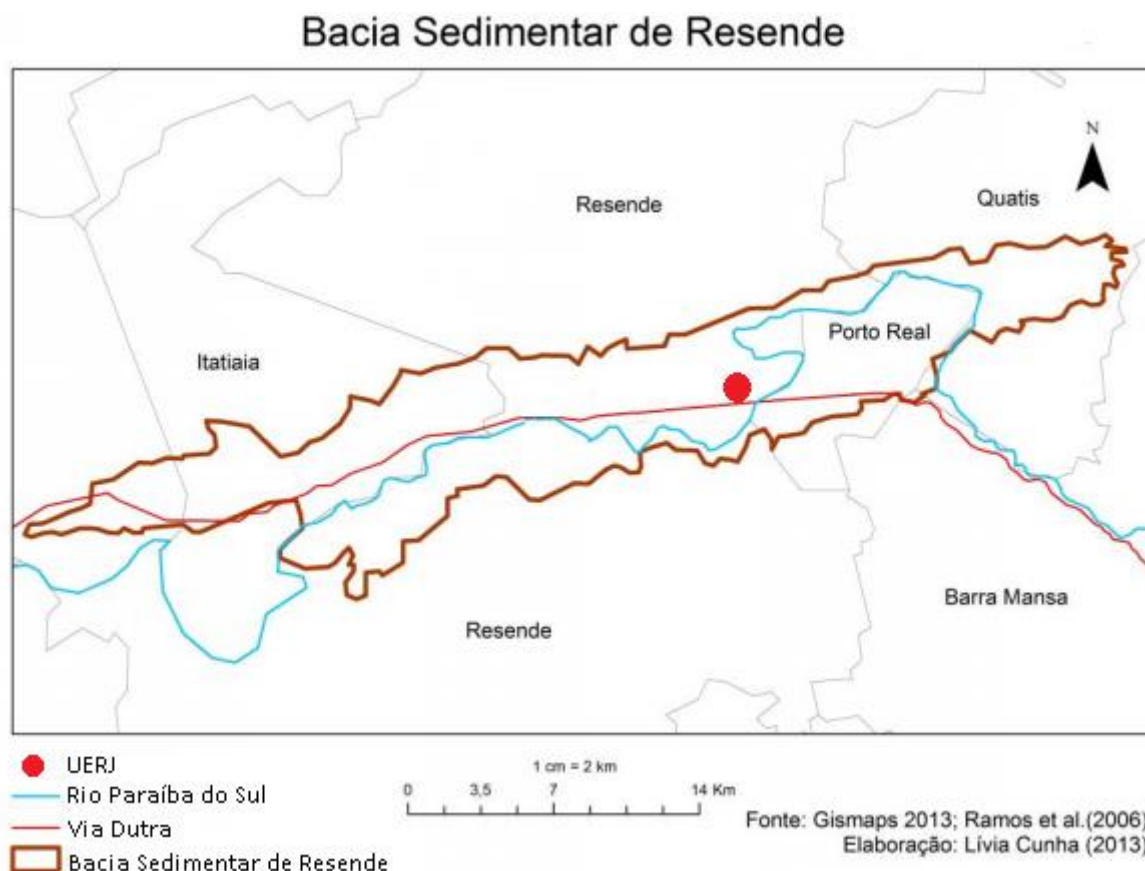 Bacia Sedimentar de Resende
N
Quatis
Resende
Porto Real
Itatiaia
Barra Mansa
Resende
UERJ
Rio Paraíba do Sul
Via Dutra
Bacia Sedimentar de Resende
1 cm = 2 km
0 3,5 7 14 Km
Fonte: Gismaps 2013; Ramos et al.(2006)
Elaboração: Lívia Cunha (2013)